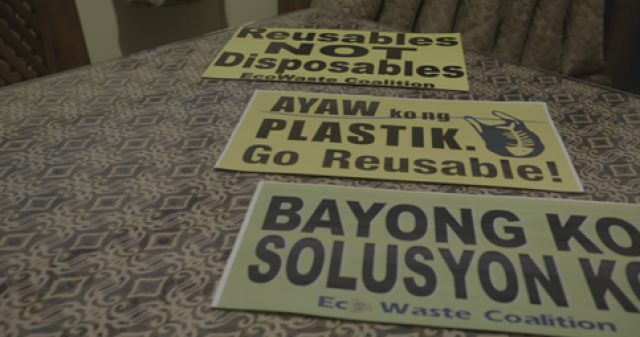 Reusables
NOT
Disposables
EcoWaste Coalition
AYAW ko ng
PLASTIK.
Go Reusable!
BAYONG KO
SOLUSYON KO
EcoWaste Coalition